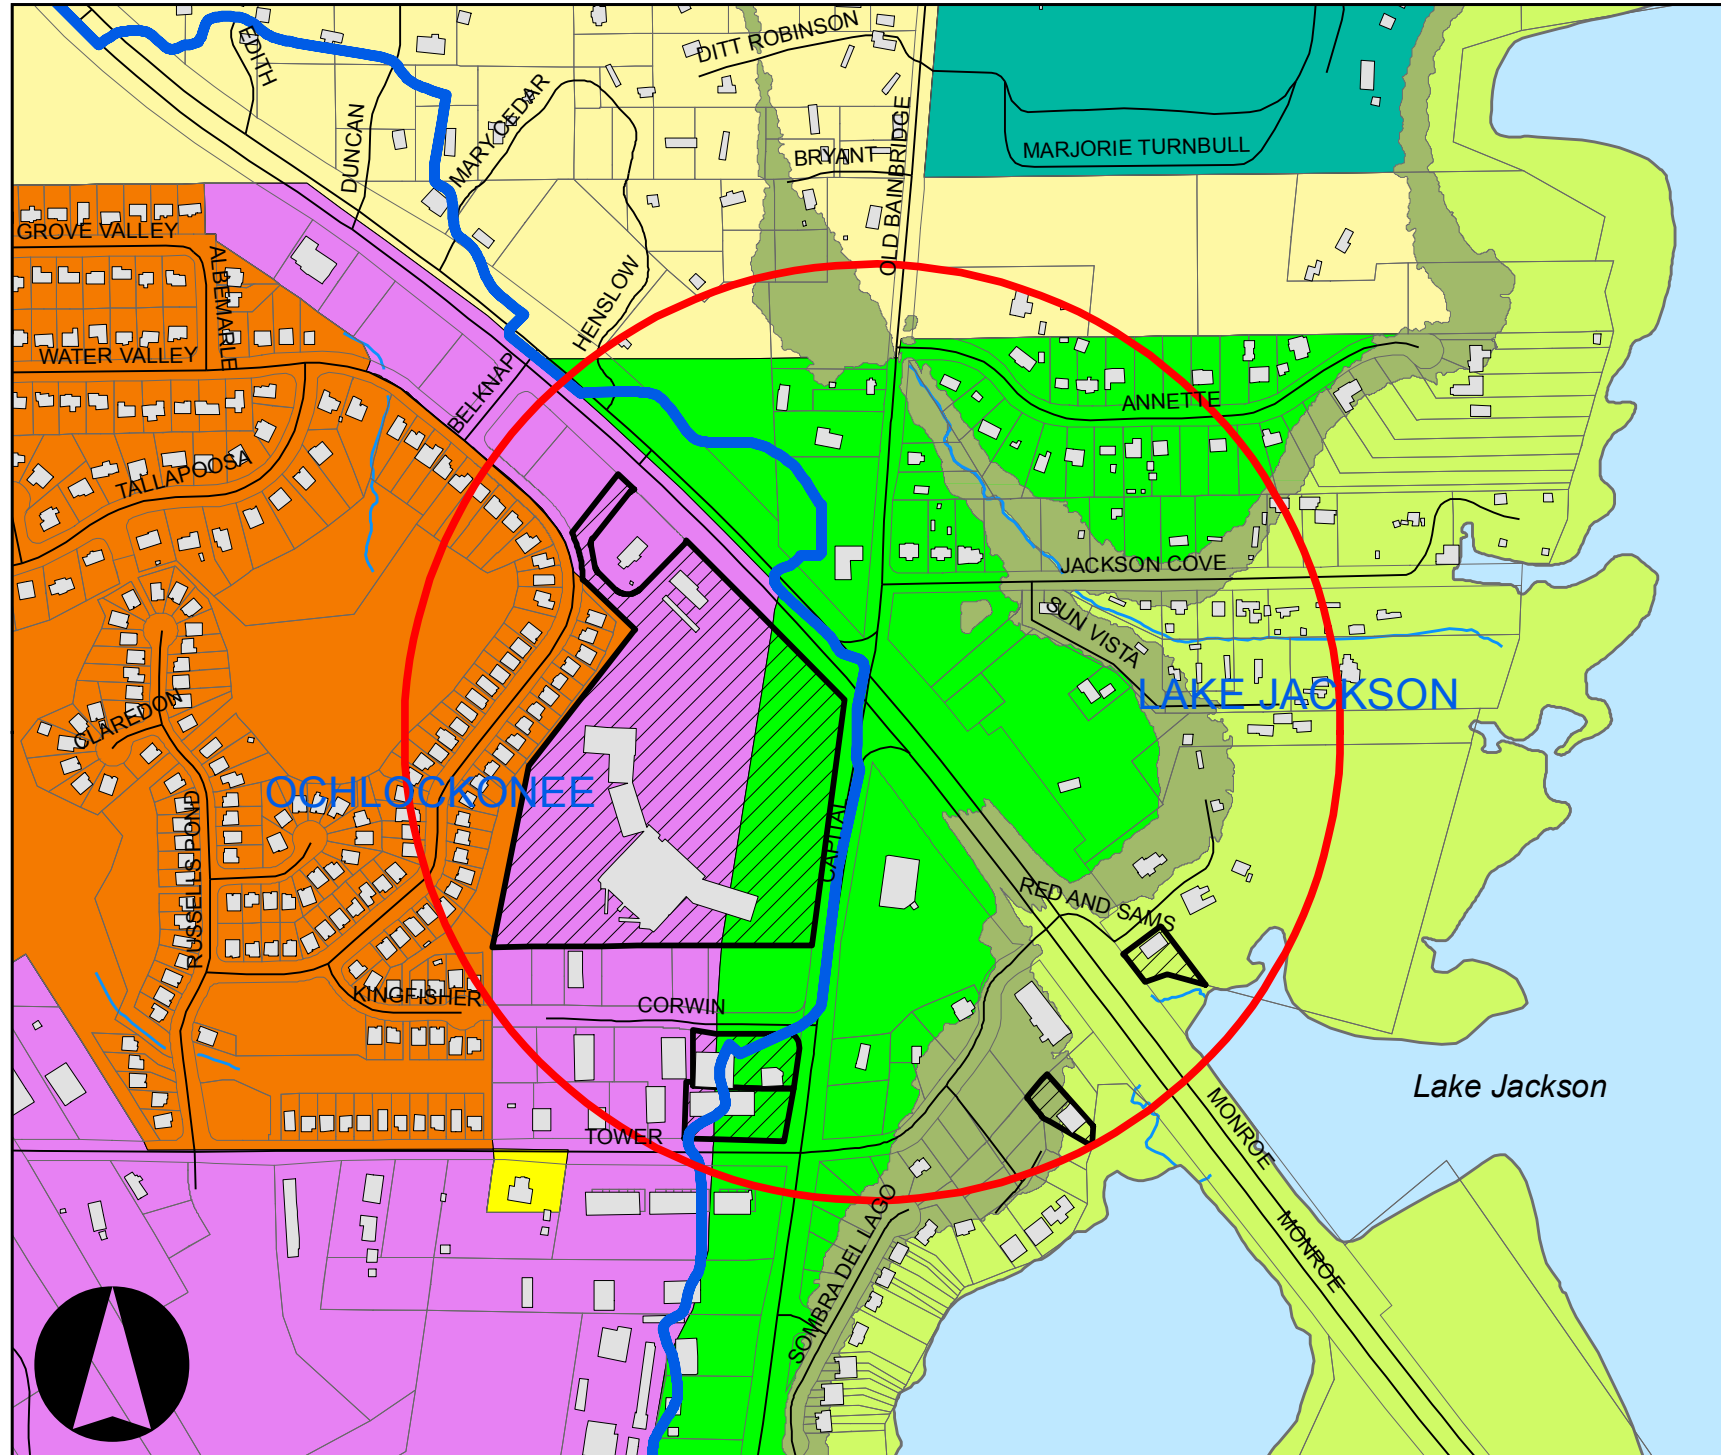 EDITH
DITT ROBINSON
DUNCAN
MARY CEDAR
OLD BAINBRIDGE
BRYANT
MARJORIE TURNBULL
GROVE VALLEY
ALBEMARLE
WATER VALLEY
HENSLOW
BELKNAP
ANNETTE
TALLAPOOSA
JACKSON COVE
SUN VISTA
LAKE JACKSON
CLAREDON
OCHLOCKONEE
RUSSELLS POND
CAPITAL
RED AND SAMS
KINGFISHER
CORWIN
Lake Jackson
TOWER
MONROE
MONROE
SOMBRA DEL LAGO